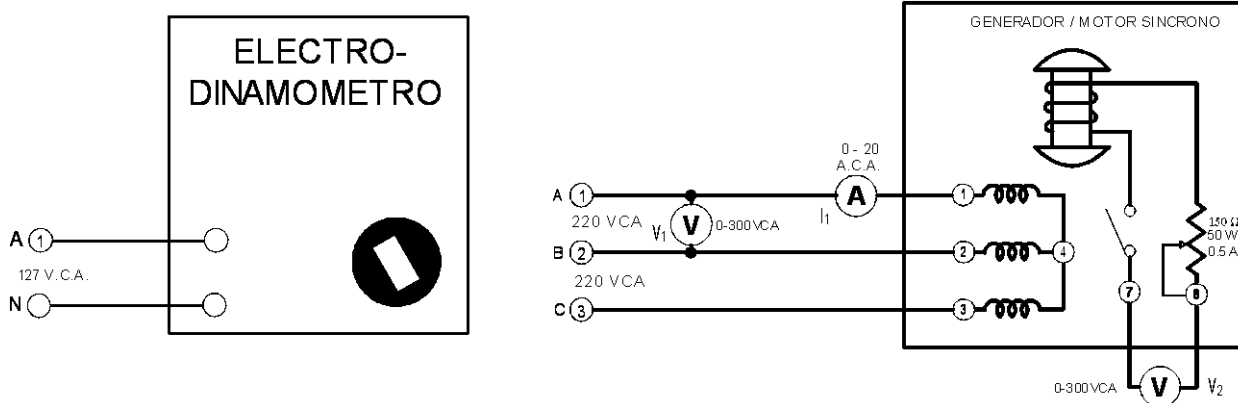 ELECTRO-
DINAMOMETRO
A 1
127 V.C.A.
N
GENERADOR / MOTOR SINCRONO
0 - 20
A.C.A.
A 1
A
I1
1
220 VCA
V1
V
0-300VCA
B 2
2
4
220 VCA
C 3
3
150 Ω
50 W
0.5 A
7
8
0-300VCA
V
V2